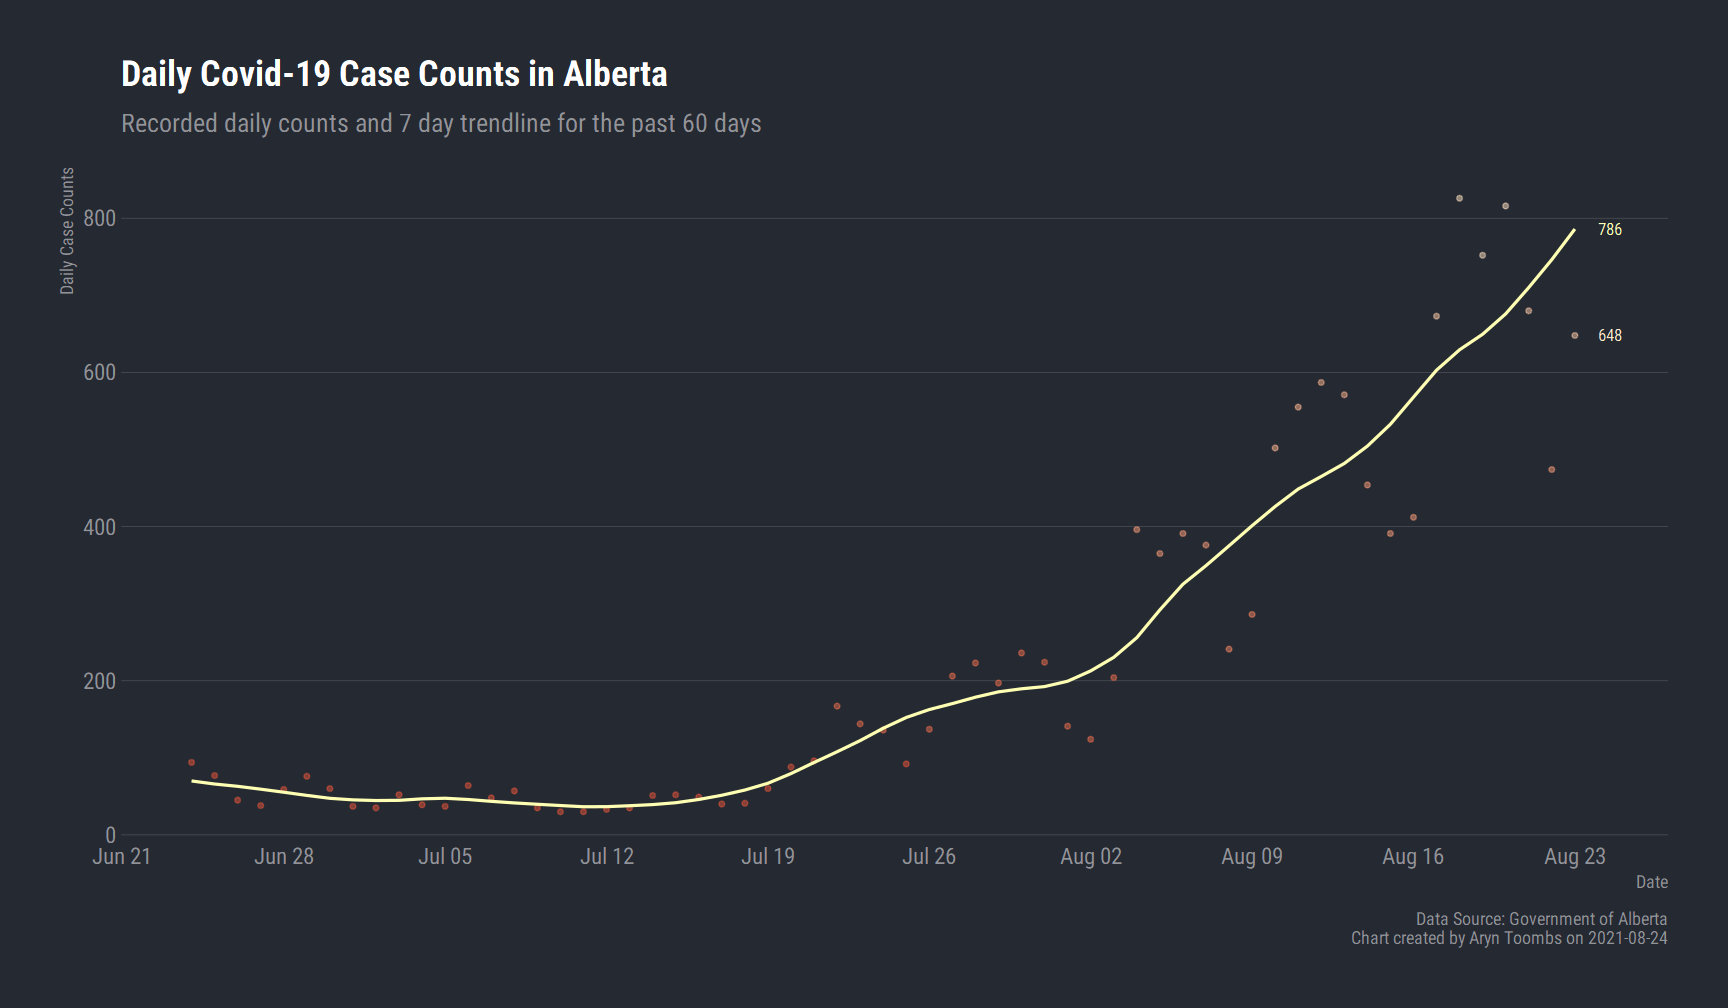 Daily Covid-19 Case Counts in Alberta
Recorded daily counts and 7 day trendline for the past 60 days
Daily Case Counts
800
600
400
200
0
786
648
Jun 21
Jun 28
Jul 05
Jul 12
Jul 19
Jul 26
Aug 02
Aug 09
Aug 16
Aug 23
Date
Data Source: Government of Alberta
Chart created by Aryn Toombs on 2021-08-24